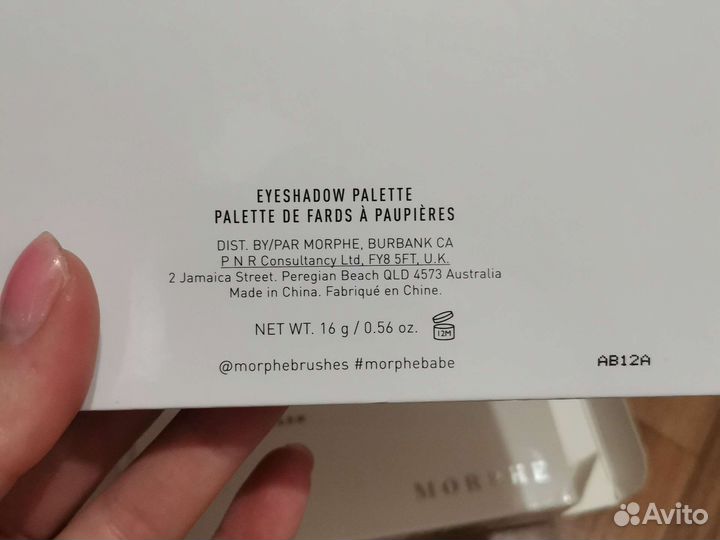 EYESHADOW PALETTE
PALETTE DE FARDS À PAUPIÈRES
DIST. BY/PAR MORPHE, BURBANK CA
P N R Consultancy Ltd, FY8 5FT, U.K.
2 Jamaica Street. Peregian Beach QLD 4573 Australia
Made in China. Fabriqué en Chine.
NET WT. 16 g / 0.56 oz.
12M
@morphebrushes #morphebabe
AB12A
MORPHE
Avito